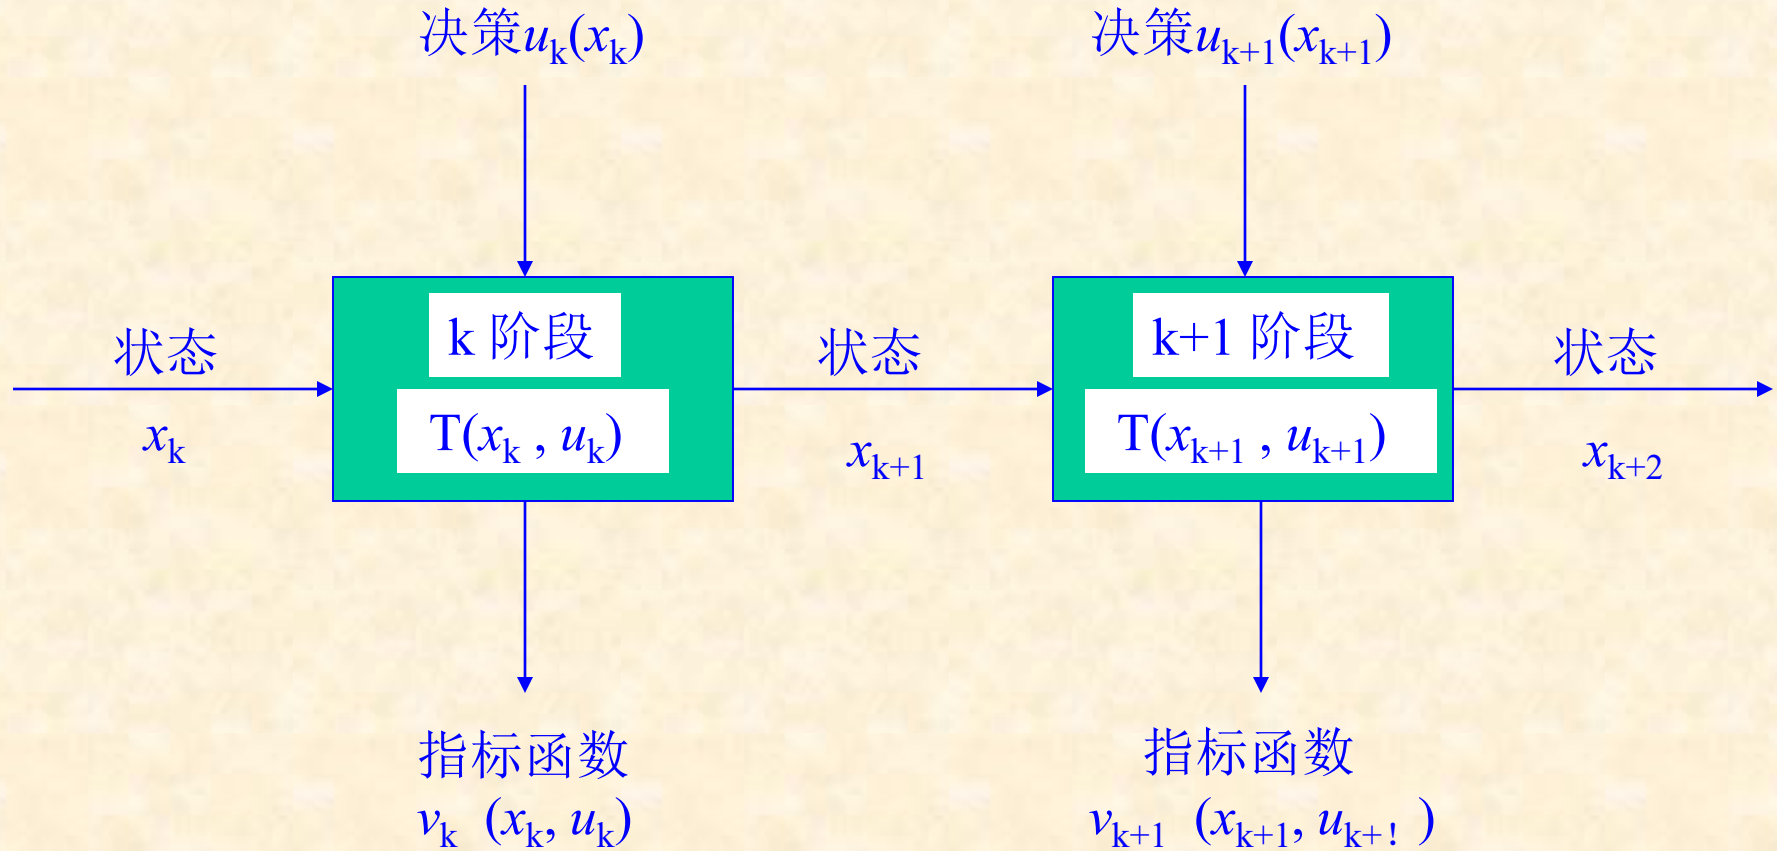 决策uk(xk)
决策uk+1(xk+1)
k 阶段
k+1 阶段
状态
状态
状态
T(xk , uk)
T(xk+1 , uk+1)
xk
xk+1
xk+2
指标函数
指标函数
vk (xk, uk)
vk+1 (xk+1, uk+! )